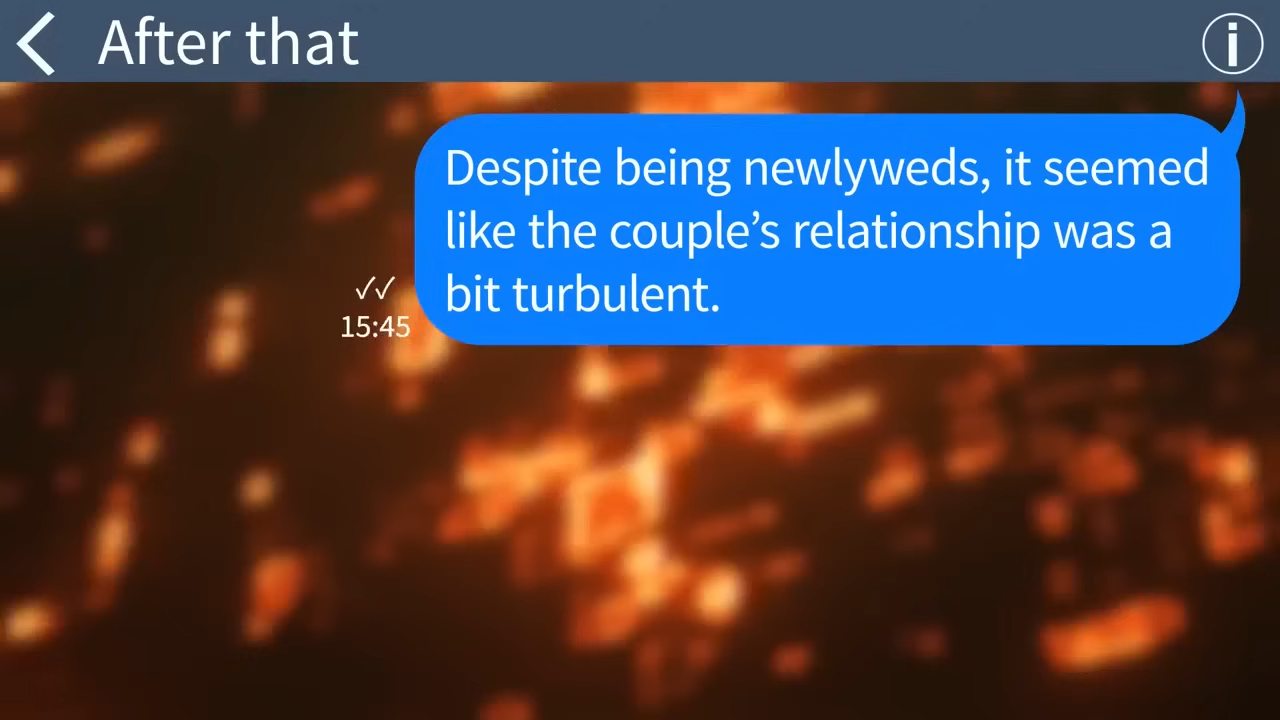 After that
Despite being newlyweds, it seemed
like the couple’s relationship was a
bit turbulent.
✓✓
15:45